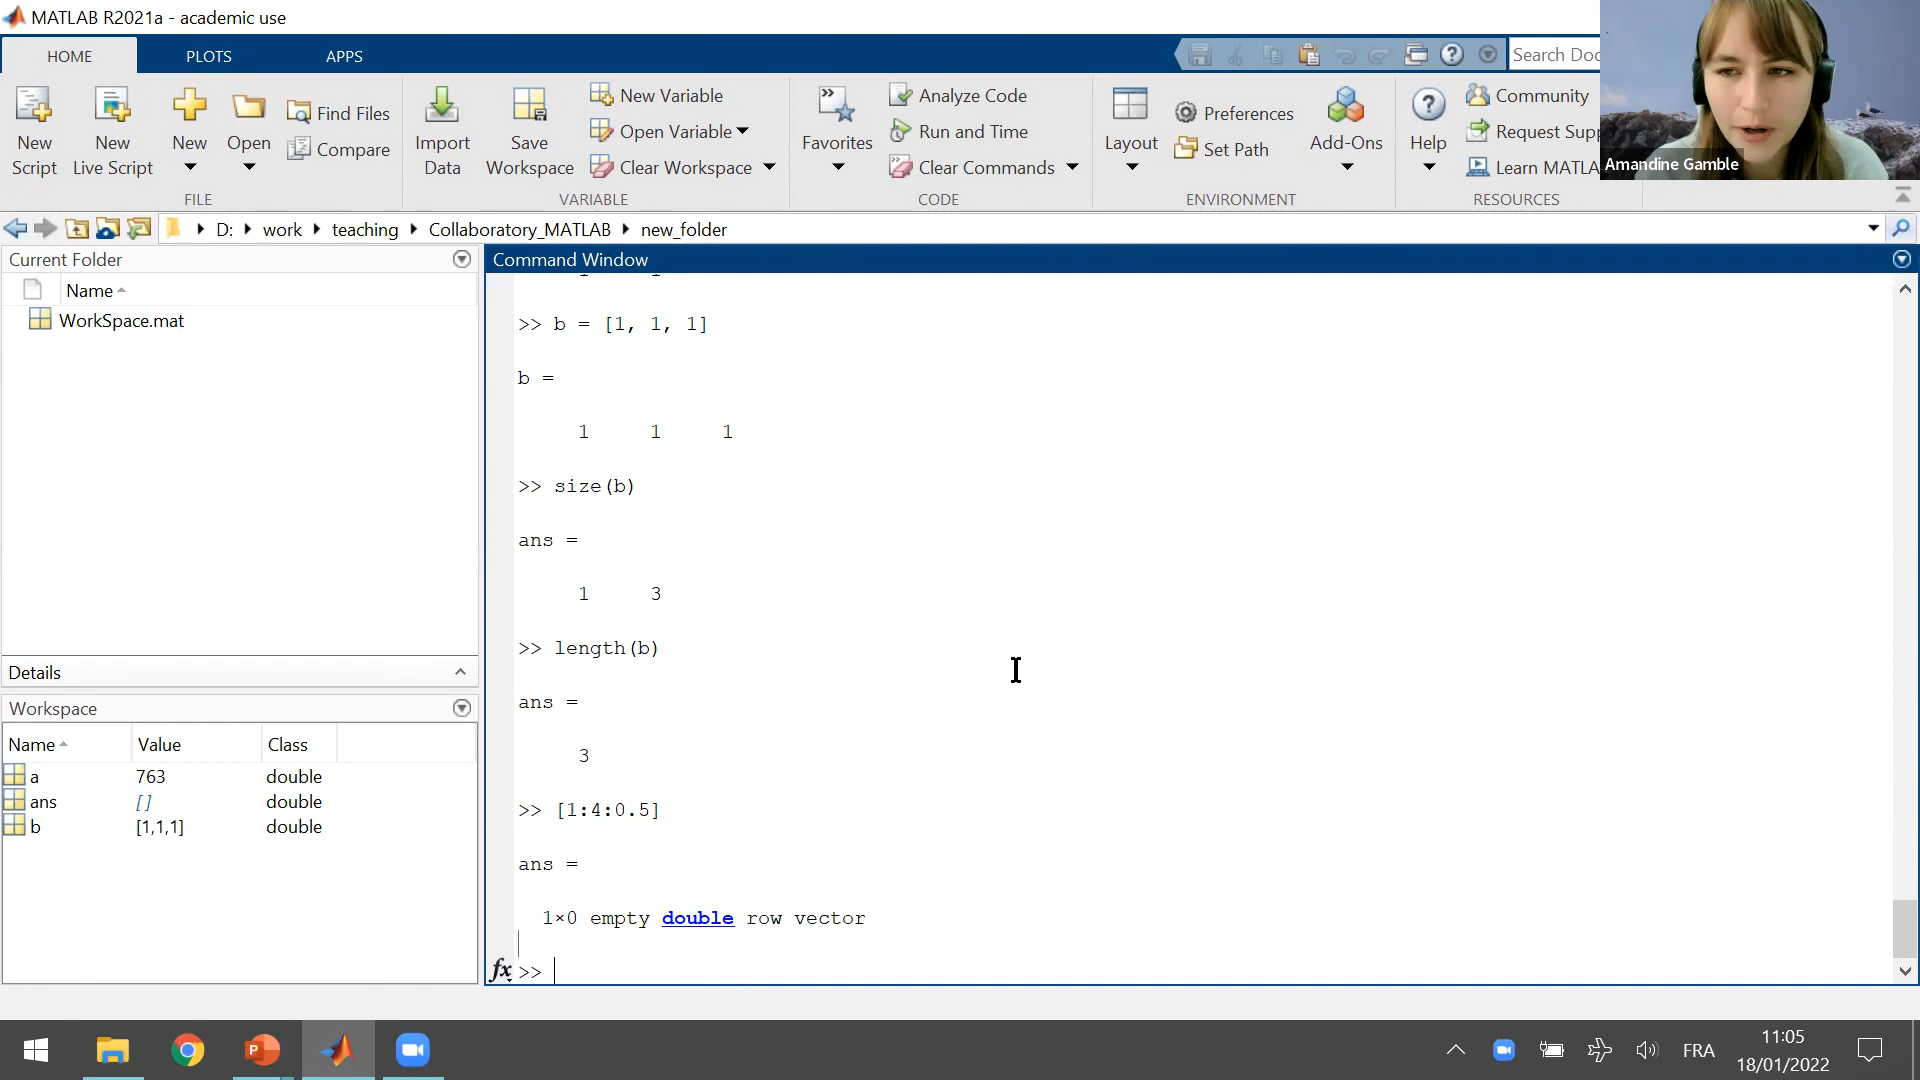 MATLAB R2021a - academic use
HOME
PLOTS
APPS
Search Doc
New
Script
New
Live Script
New
Open
Find Files
Compare
FILE
Import
Data
Save
Workspace
New Variable
Open Variable
Clear Workspace
VARIABLE
Favorites
Analyze Code
Run and Time
Clear Commands
CODE
Layout
Preferences
Set Path
Add-Ons
ENVIRONMENT
Help
Community
Request Supp
Learn MATLA
RESOURCES
Amandine Gamble
D: work teaching Collaboratory_MATLAB new_folder
Current Folder
Name
WorkSpace.mat
Details
Workspace
Name Value Class
a 763 double
ans [] double
b [1,1,1] double
Command Window
>> b = [1, 1, 1]
b =
1 1 1
>> size(b)
ans =
1 3
>> length(b)
ans =
3
>> [1:4:0.5]
ans =
1×0 empty double row vector
fx >>
FRA
11:05
18/01/2022